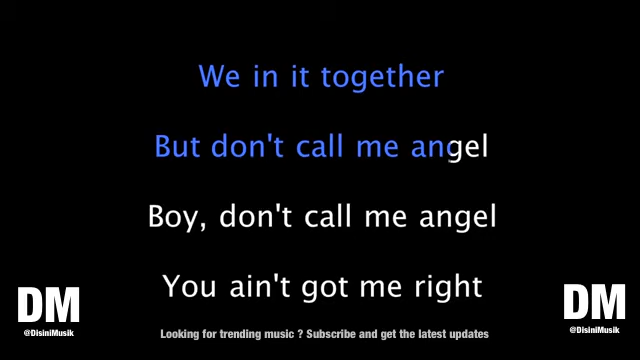 We in it together
But don't call me angel
Boy, don't call me angel
You ain't got me right
DM
@DisiniMusik
DM
@DisiniMusik
Looking for trending music ? Subscribe and get the latest updates